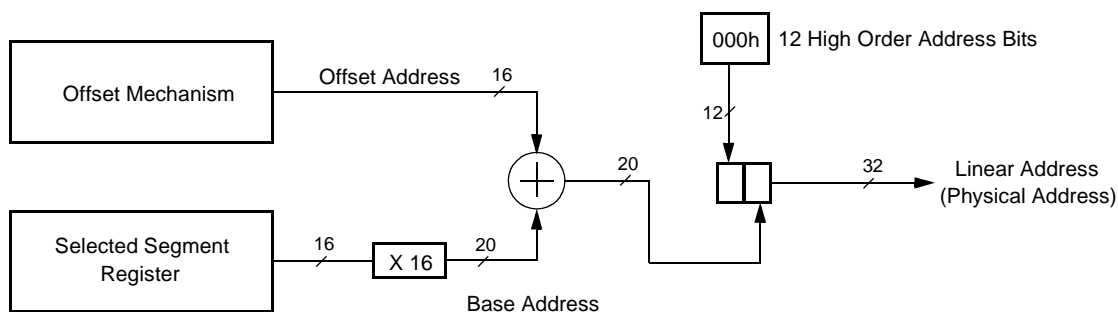 000h
12 High Order Address Bits
Offset Mechanism
Offset Address
16
12
20
32
Linear Address
(Physical Address)
Selected Segment
Register
16
X 16
20
Base Address